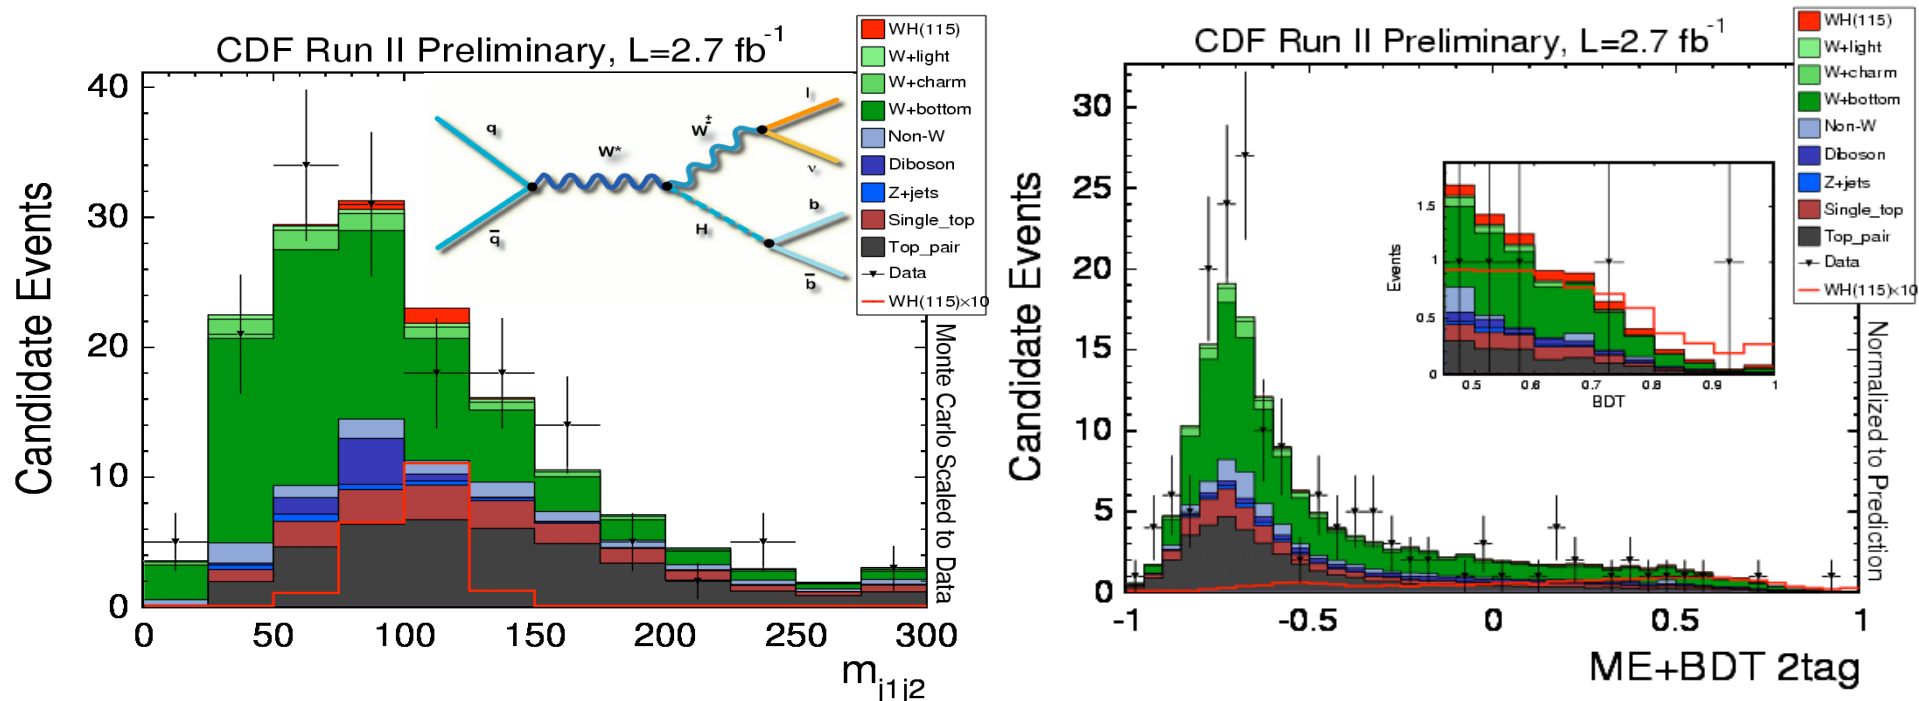 CDF Run II Preliminary, L=2.7 fb-1
WH(115)
W+light
W+charm
W+bottom
Non-W
Diboson
Z+jets
Single_top
Top_pair
Data
WH(115)×10
q
q̅
W*
W±
l
ν
H
b
b̅
Candidate Events
40
30
20
10
0
0 50 100 150 200 250 300
mj1j2
Monte Carlo Scaled to Data
CDF Run II Preliminary, L=2.7 fb-1
WH(115)
W+light
W+charm
W+bottom
Non-W
Diboson
Z+jets
Single_top
Top_pair
Data
WH(115)×10
Candidate Events
30
25
20
15
10
5
0
-1 -0.5 0 0.5 1
ME+BDT 2tag
Normalized to Prediction
Events
1.5
1
0.5
0
0.5 0.6 0.7 0.8 0.9 1
BDT